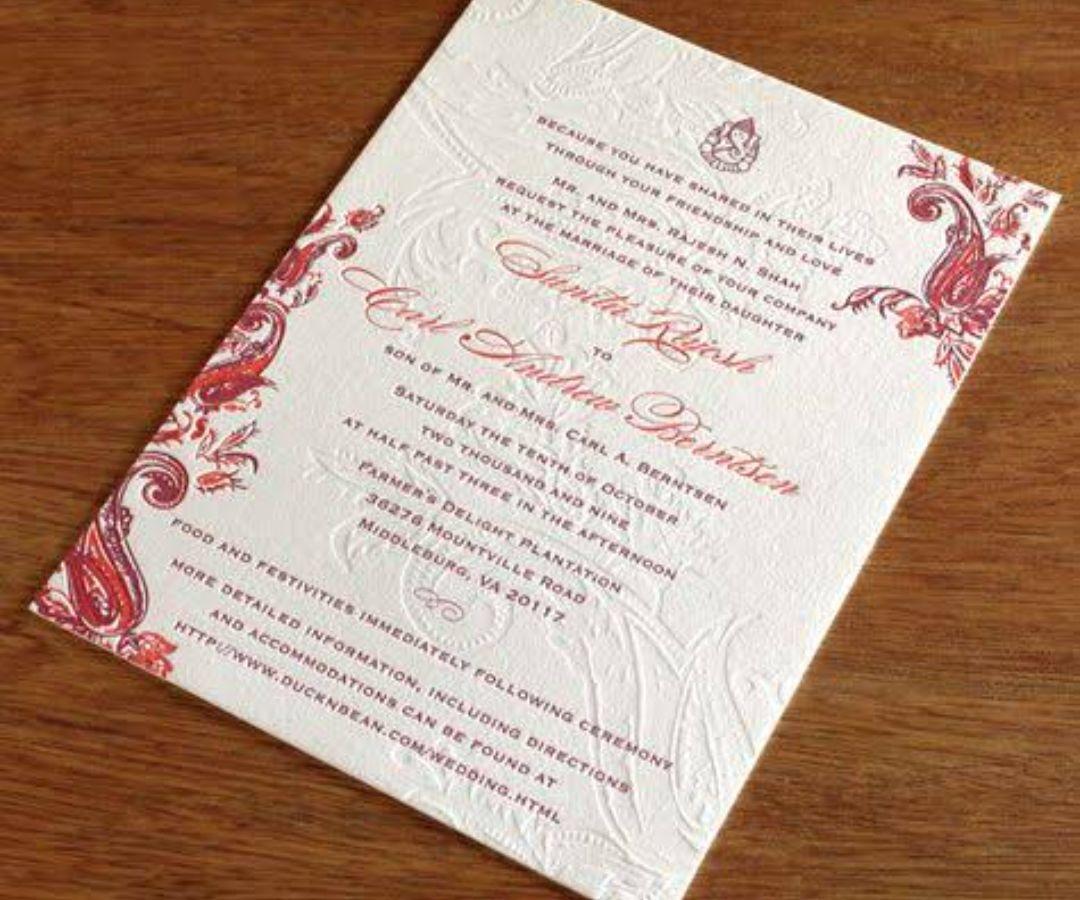 BECAUSE YOU HAVE SHARED IN THEIR LIVES
THROUGH YOUR FRIENDSHIP AND LOVE
MR. AND MRS. RAJESH N. SHAH
REQUEST THE PLEASURE OF YOUR COMPANY
AT THE MARRIAGE OF THEIR DAUGHTER
Sunita Rajesh
TO
Carl Andrew Berntsen
SON OF MR. AND MRS. CARL A. BERNTSEN
SATURDAY THE TENTH OF OCTOBER
TWO THOUSAND AND NINE
AT HALF PAST THREE IN THE AFTERNOON
FARMER'S DELIGHT PLANTATION
36276 MOUNTVILLE ROAD
MIDDLEBURG, VA 20117
FOOD AND FESTIVITIES IMMEDIATELY FOLLOWING CEREMONY
MORE DETAILED INFORMATION, INCLUDING DIRECTIONS
AND ACCOMMODATIONS CAN BE FOUND AT
HTTP://WWW.DUCKNBEAN.COM/WEDDING.HTML